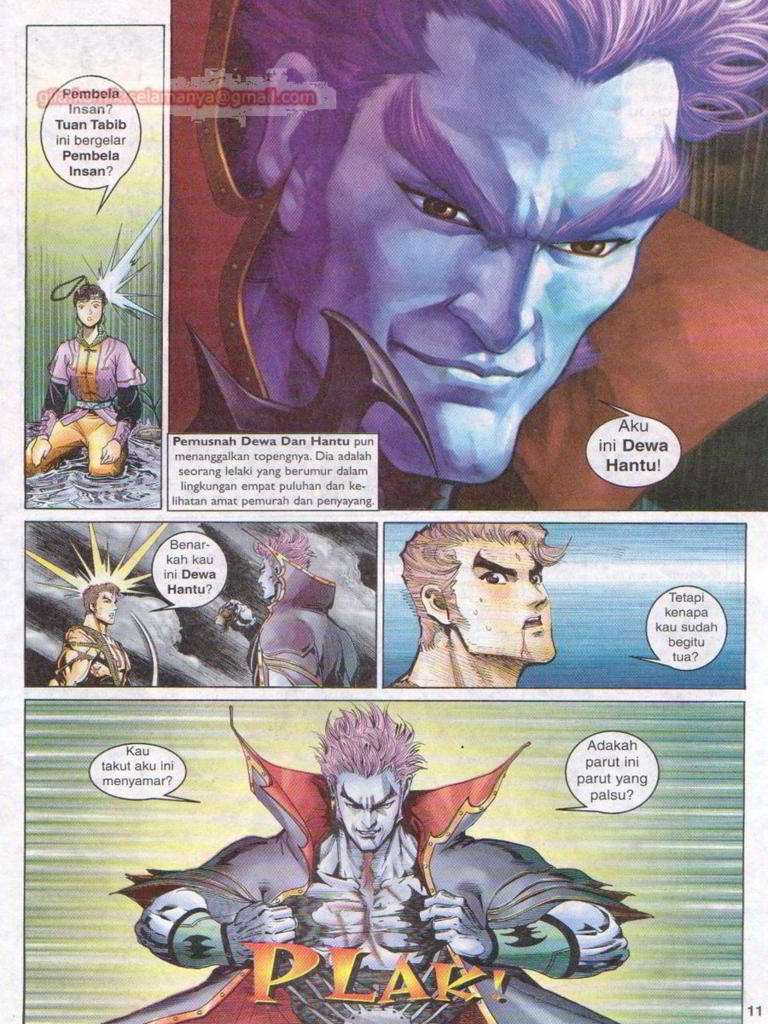 Pembela
Insan?
Tuan Tabib
ini bergelar
Pembela
Insan?
Aku
ini Dewa
Hantu!
Pemusnah Dewa Dan Hantu pun
menanggalkan topengnya. Dia adalah
seorang lelaki yang berumur dalam
lingkungan empat puluhan dan ke-
lihatan amat pemurah dan penyayang.
Benar-
kah kau
ini Dewa
Hantu?
Tetapi
kenapa
kau sudah
begitu
tua?
Kau
takut aku ini
menyamar?
Adakah
parut ini
parut yang
palsu?
PLAK!
11